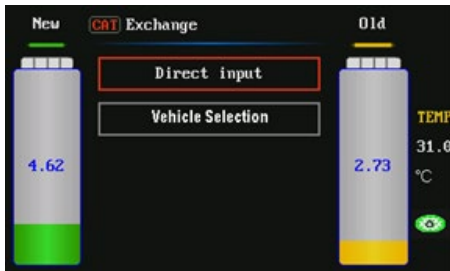 New CAT Exchange Old
Direct input
Vehicle Selection
4.62
2.73
TEMP
31.0
°C